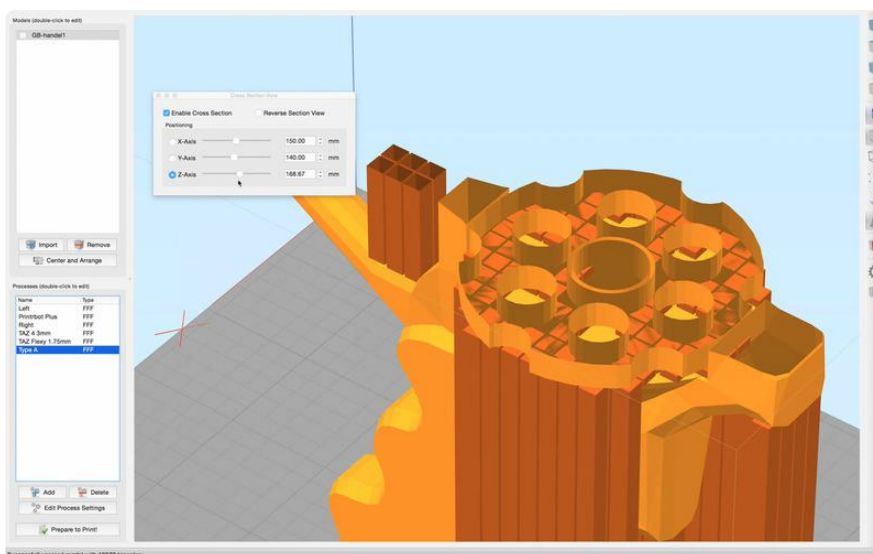 Models (double-click to edit)
GB-handel1
Cross Section View
Enable Cross Section
Reverse Section View
Positioning
X-Axis 150.00 mm
Y-Axis 140.00 mm
Z-Axis 168.67 mm
Import Remove
Center and Arrange
Processes (double-click to edit)
Name Type
Left FFF
Printrbot Plus FFF
Right FFF
TAZ 4 3mm FFF
TAZ Flexy 1.75mm FFF
Type A FFF
Add Delete
Edit Process Settings
Prepare to Print!